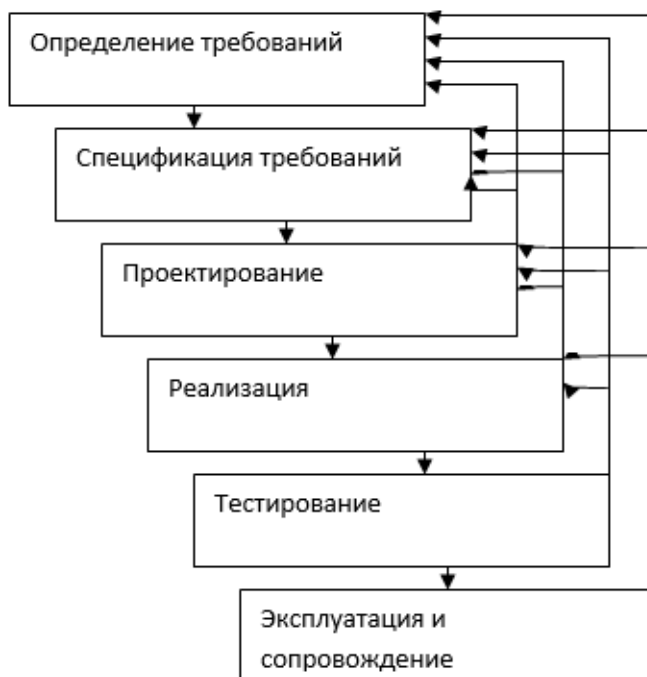 Определение требований
Спецификация требований
Проектирование
Реализация
Тестирование
Эксплуатация и
сопровождение